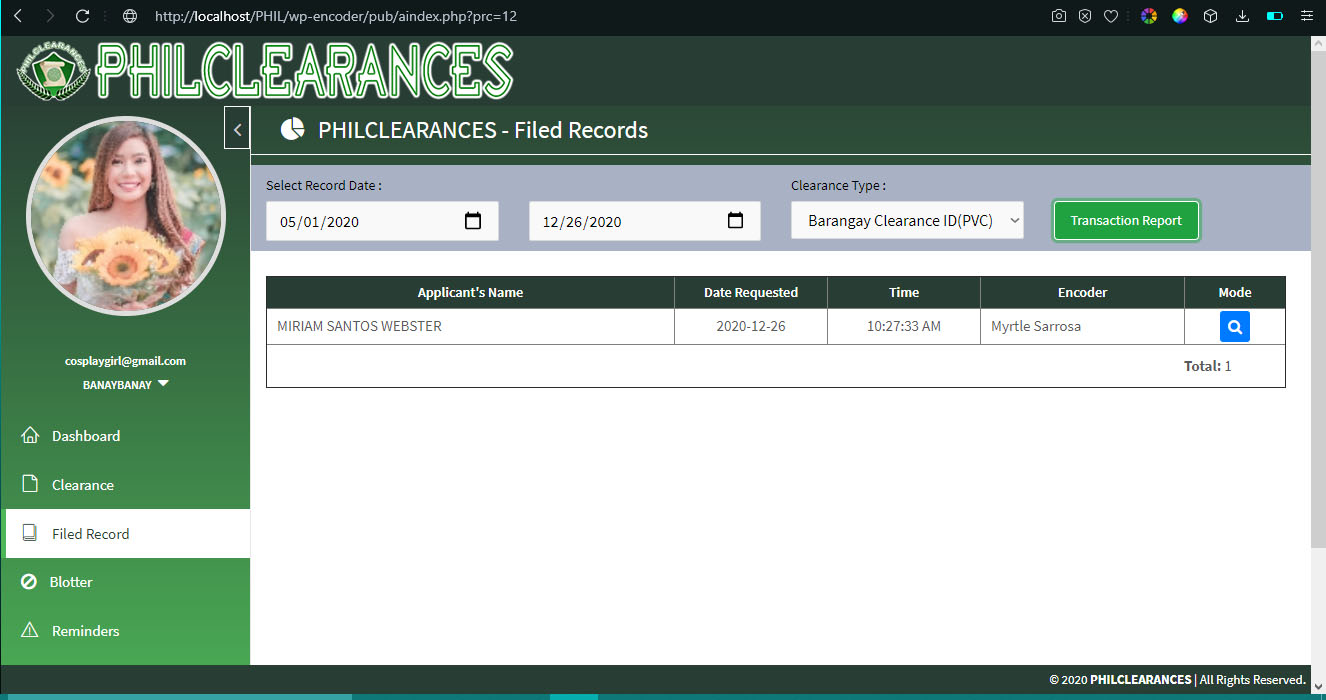 http://localhost/PHIL/wp-encoder/pub/aindex.php?prc=12
PHILCLEARANCES
PHILCLEARANCES
PHILCLEARANCES - Filed Records
Select Record Date :
Clearance Type :
05/01/2020
12/26/2020
Barangay Clearance ID(PVC)
Transaction Report
Applicant's Name Date Requested Time Encoder Mode
MIRIAM SANTOS WEBSTER 2020-12-26 10:27:33 AM Myrtle Sarrosa
Total: 1
cosplaygirl@gmail.com
BANAYBANAY
Dashboard
Clearance
Filed Record
Blotter
Reminders
© 2020 PHILCLEARANCES | All Rights Reserved.